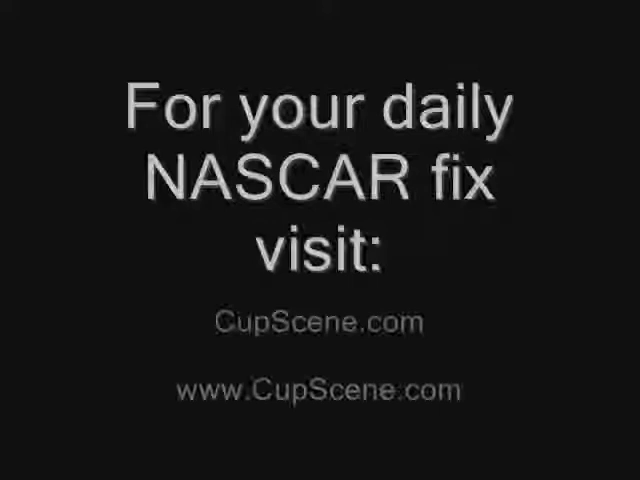 For your daily
NASCAR fix
visit:
CupScene.com
www.CupScene.com